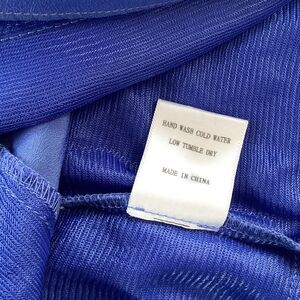 HAND WASH COLD WATER
LOW TUMBLE DRY
MADE IN CHINA